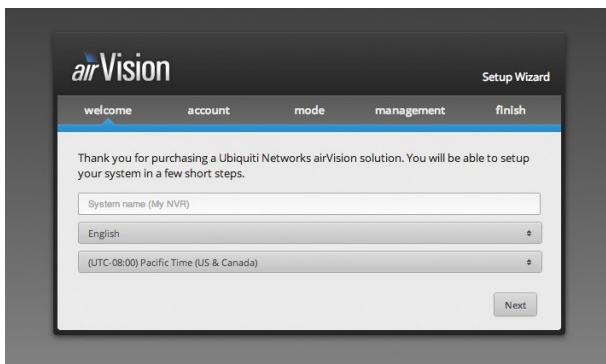 airVision
Setup Wizard
welcome account mode management finish
Thank you for purchasing a Ubiquiti Networks airVision solution. You will be able to setup
your system in a few short steps.
System name (My NVR)
English
(UTC-08:00) Pacific Time (US & Canada)
Next